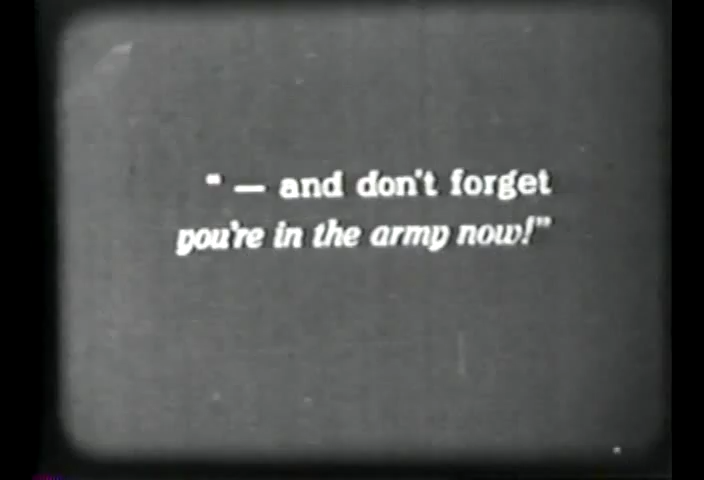 "— and don't forget
you're in the army now!"